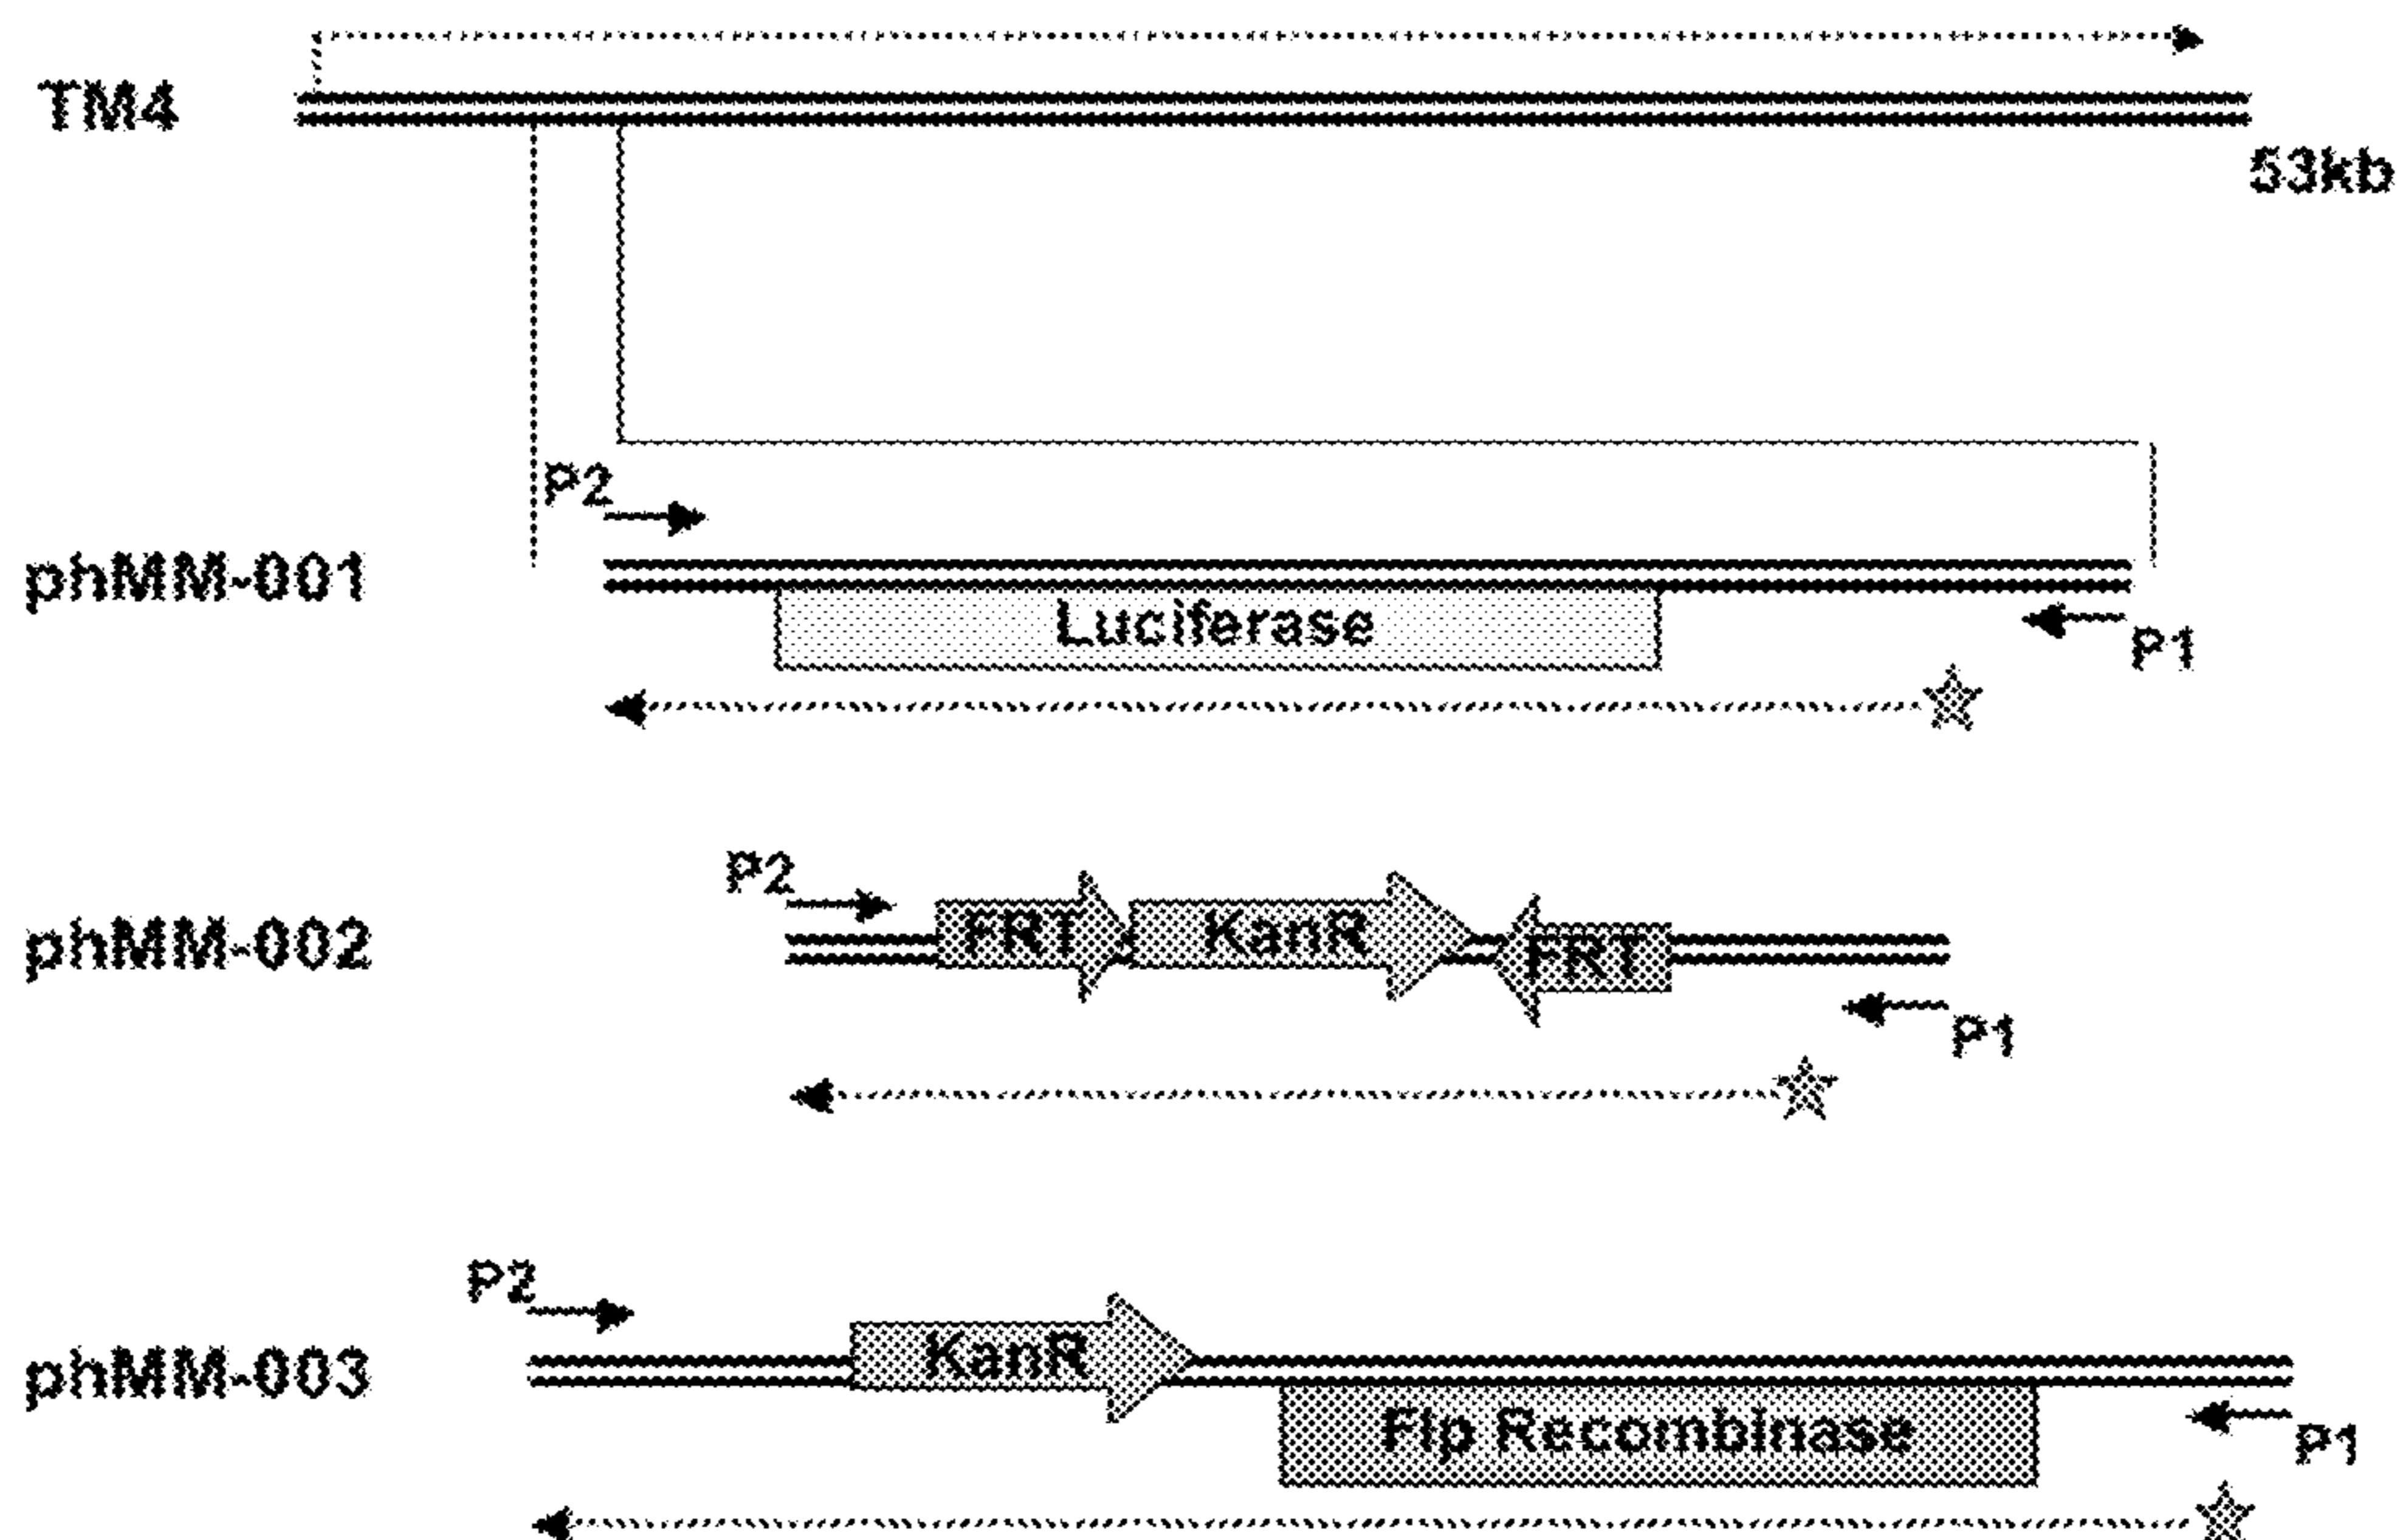 TM4
53kb
P2
phMM-001
Luciferase
P1
P2
phMM-002
FRT KanR FRT
P1
P2
phMM-003
KanR
Flp Recombinase
P1